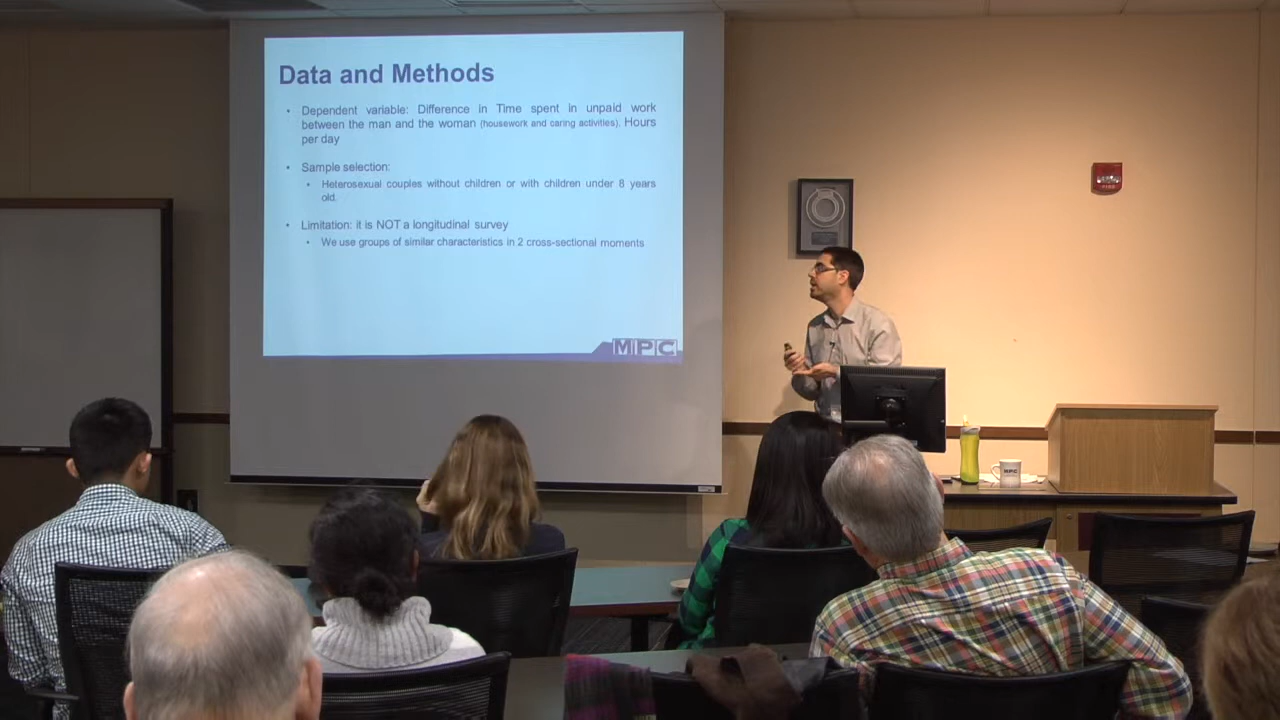 Data and Methods
• Dependent variable: Difference in Time spent in unpaid work
between the man and the woman (housework and caring activities). Hours
per day
• Sample selection:
• Heterosexual couples without children or with children under 8 years
old.
• Limitation: it is NOT a longitudinal survey
• We use groups of similar characteristics in 2 cross-sectional moments
MPC
FIRE
MPC